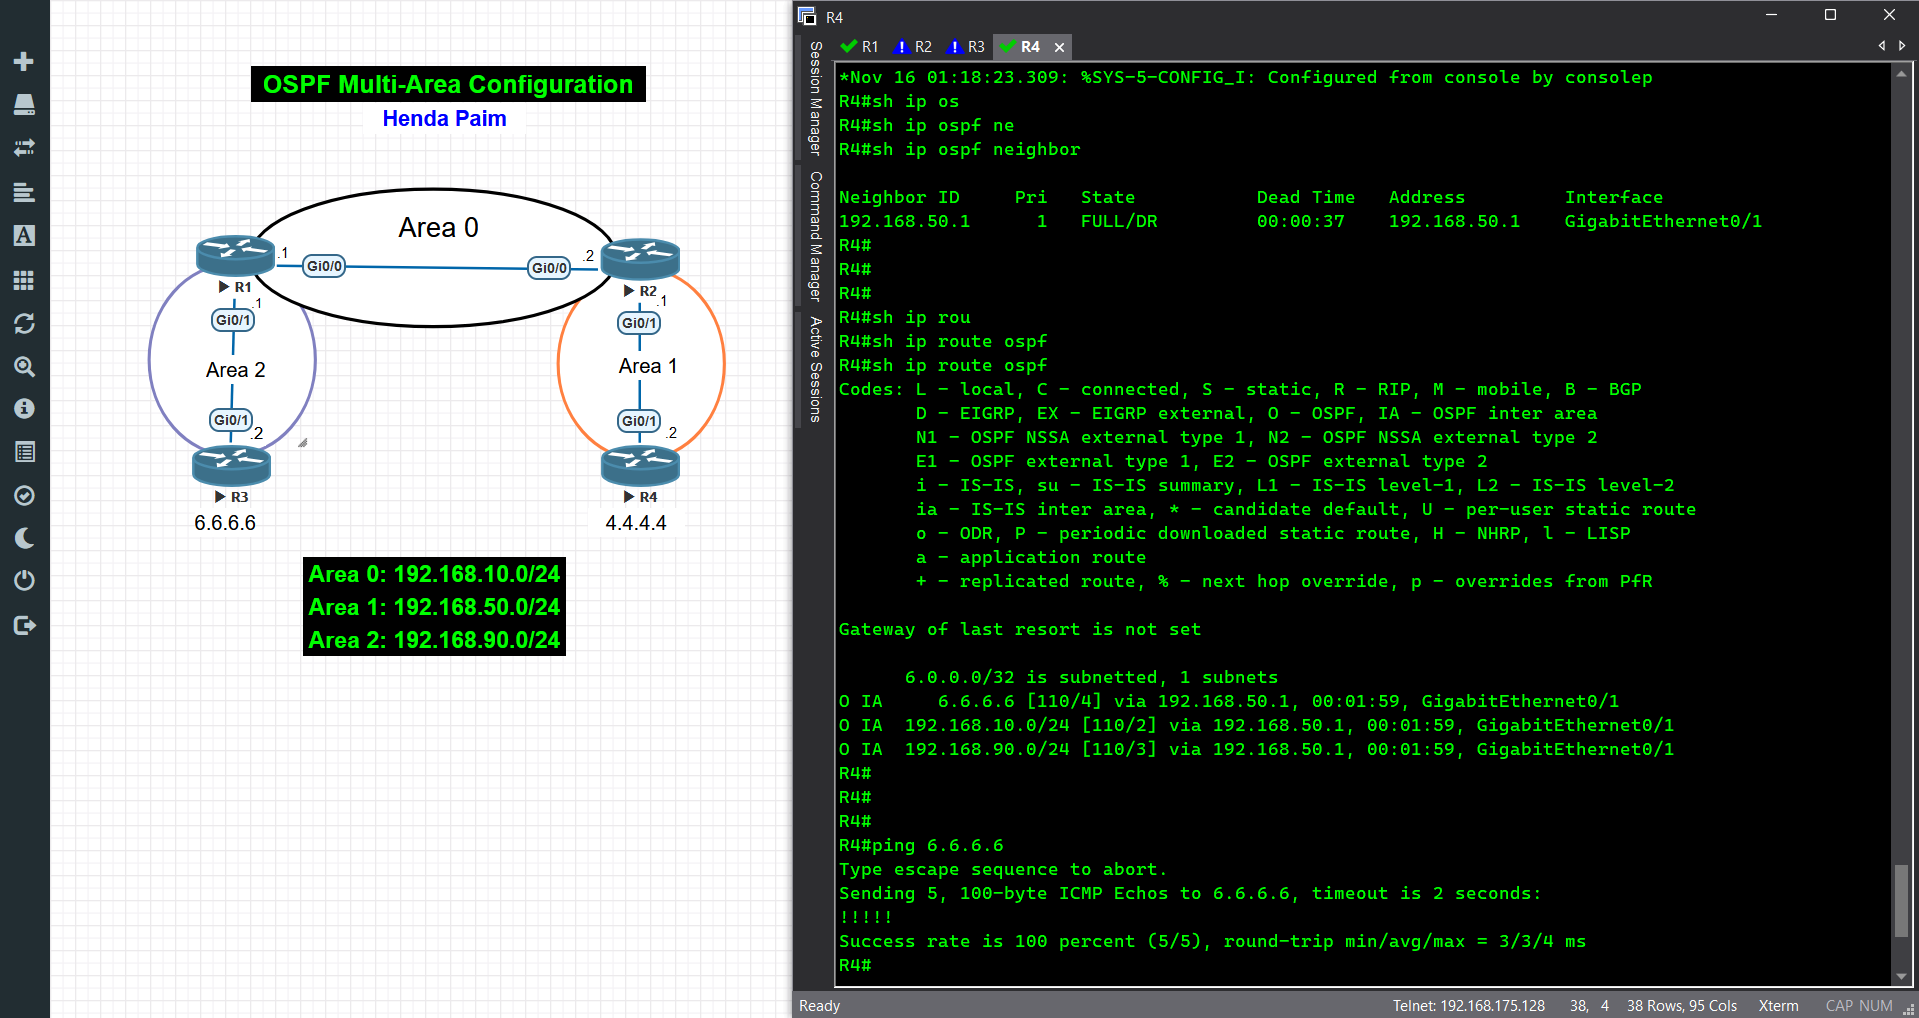 OSPF Multi-Area Configuration
Henda Paim
Area 0
.1
Gi0/0
Gi0/0
.2
R1
R2
.1
Gi0/1
.1
Gi0/1
Area 2
Area 1
Gi0/1
.2
Gi0/1
.2
R3
R4
6.6.6.6
4.4.4.4
Area 0: 192.168.10.0/24
Area 1: 192.168.50.0/24
Area 2: 192.168.90.0/24
R4
R1 R2 R3 R4
Session Manager
Command Manager
Active Sessions
*Nov 16 01:18:23.309: %SYS-5-CONFIG_I: Configured from console by consolep
R4#sh ip os
R4#sh ip ospf ne
R4#sh ip ospf neighbor
Neighbor ID     Pri   State           Dead Time   Address         Interface
192.168.50.1      1   FULL/DR         00:00:37    192.168.50.1    GigabitEthernet0/1
R4#
R4#
R4#
R4#sh ip rou
R4#sh ip route ospf
R4#sh ip route ospf
Codes: L - local, C - connected, S - static, R - RIP, M - mobile, B - BGP
       D - EIGRP, EX - EIGRP external, O - OSPF, IA - OSPF inter area
       N1 - OSPF NSSA external type 1, N2 - OSPF NSSA external type 2
       E1 - OSPF external type 1, E2 - OSPF external type 2
       i - IS-IS, su - IS-IS summary, L1 - IS-IS level-1, L2 - IS-IS level-2
       ia - IS-IS inter area, * - candidate default, U - per-user static route
       o - ODR, P - periodic downloaded static route, H - NHRP, l - LISP
       a - application route
       + - replicated route, % - next hop override, p - overrides from PfR
Gateway of last resort is not set
      6.0.0.0/32 is subnetted, 1 subnets
O IA     6.6.6.6 [110/4] via 192.168.50.1, 00:01:59, GigabitEthernet0/1
O IA  192.168.10.0/24 [110/2] via 192.168.50.1, 00:01:59, GigabitEthernet0/1
O IA  192.168.90.0/24 [110/3] via 192.168.50.1, 00:01:59, GigabitEthernet0/1
R4#
R4#
R4#
R4#ping 6.6.6.6
Type escape sequence to abort.
Sending 5, 100-byte ICMP Echos to 6.6.6.6, timeout is 2 seconds:
!!!!!
Success rate is 100 percent (5/5), round-trip min/avg/max = 3/3/4 ms
R4#
Ready
Telnet: 192.168.175.128   38, 4   38 Rows, 95 Cols   Xterm   CAP NUM